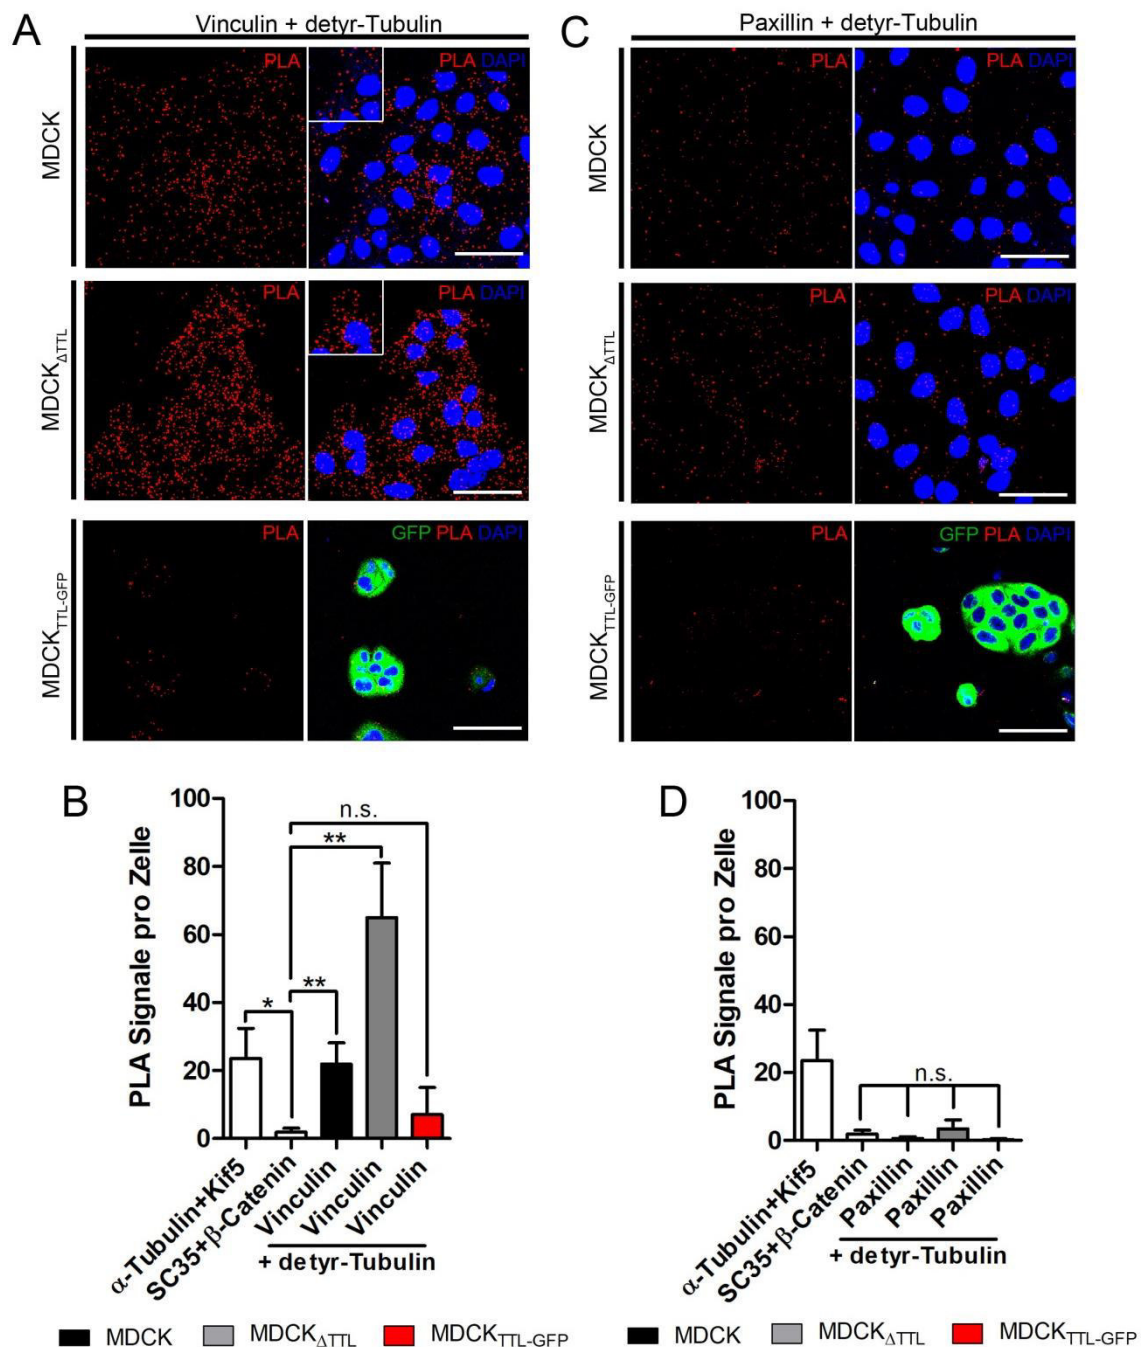 A
Vinculin + detyr-Tubulin
MDCK
PLA
PLA DAPI
MDCKΔTTL
PLA
PLA DAPI
MDCKTTL-GFP
PLA
GFP PLA DAPI
C
Paxillin + detyr-Tubulin
MDCK
PLA
PLA DAPI
MDCKΔTTL
PLA
PLA DAPI
MDCKTTL-GFP
PLA
GFP PLA DAPI
B
PLA Signale pro Zelle
100
80
60
40
20
0
n.s.
**
**
*
α-Tubulin+Kif5
SC35+β-Catenin
Vinculin
Vinculin
Vinculin
+ detyr-Tubulin
MDCK
MDCKΔTTL
MDCKTTL-GFP
D
PLA Signale pro Zelle
100
80
60
40
20
0
n.s.
α-Tubulin+Kif5
SC35+β-Catenin
Paxillin
Paxillin
Paxillin
+ detyr-Tubulin
MDCK
MDCKΔTTL
MDCKTTL-GFP